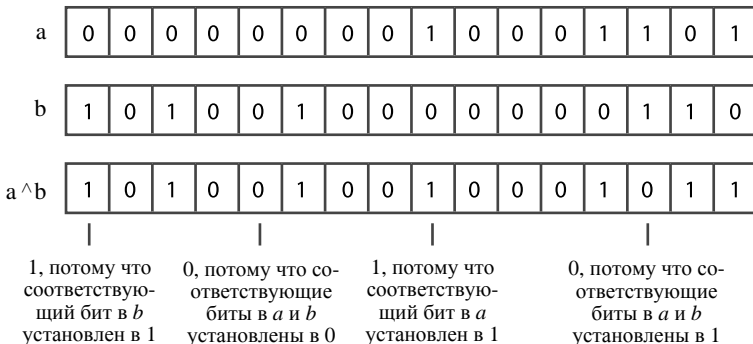 a 0 0 0 0 0 0 0 0 1 0 0 0 1 1 0 1
b 1 0 1 0 0 1 0 0 0 0 0 0 0 1 1 0
a ^ b 1 0 1 0 0 1 0 0 1 0 0 0 1 0 1 1
1, потому что
соответствую-
щий бит в b
установлен в 1
0, потому что со-
ответствующие
биты в a и b
установлены в 0
1, потому что
соответствую-
щий бит в a
установлен в 1
0, потому что со-
ответствующие
биты в a и b
установлены в 1